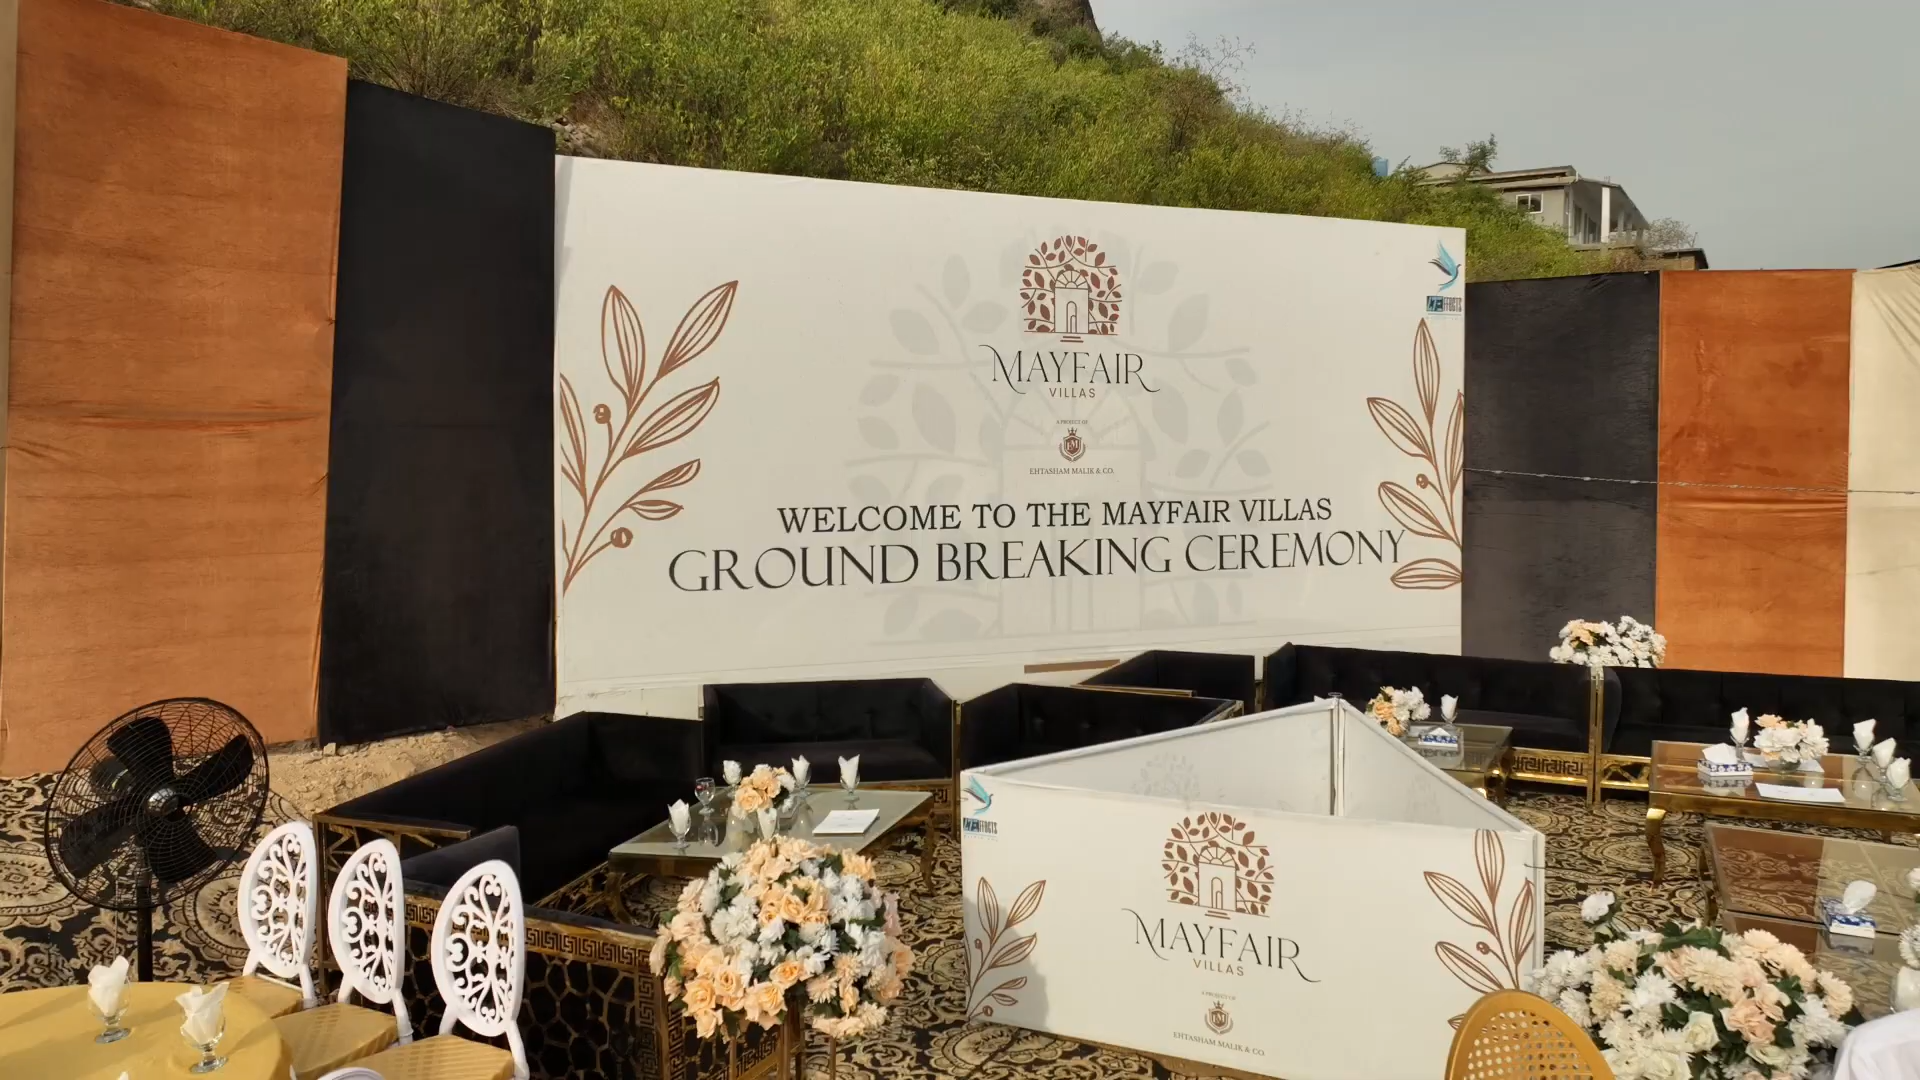 MAYFAIR
VILLAS
A PROJECT OF
EHTASHAM MALIK & CO.
WELCOME TO THE MAYFAIR VILLAS
GROUND BREAKING CEREMONY
MAYFAIR
VILLAS
A PROJECT OF
EHTASHAM MALIK & CO.